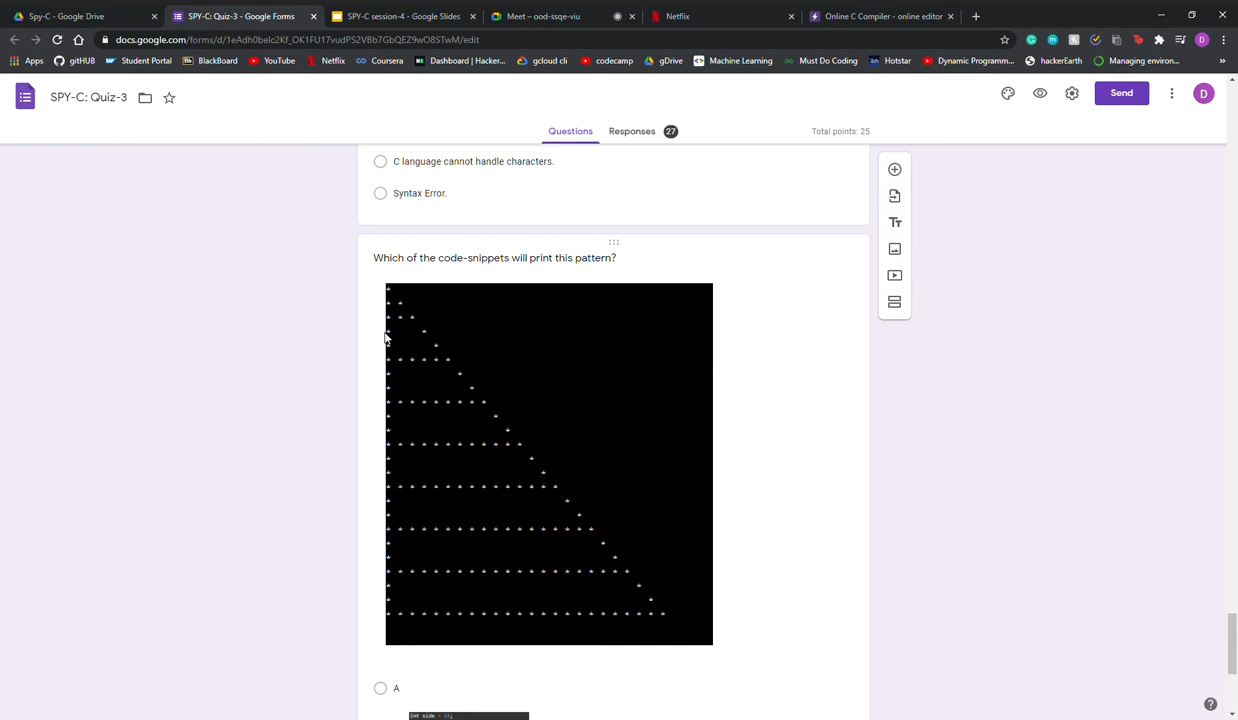 Spy-C - Google Drive
SPY-C: Quiz-3 - Google Forms
SPY-C session-4 - Google Slides
Meet – ood-ssqe-viu
Netflix
Online C Compiler - online editor
docs.google.com/forms/d/1eAdh0belc2Kf_OK1FU17vudPS2VBb7GbQEZ9wO8STwM/edit
Apps gitHUB Student Portal BlackBoard YouTube Netflix Coursera Dashboard | Hacker... gcloud cli codecamp gDrive Machine Learning Must Do Coding Hotstar Dynamic Programm... hackerEarth Managing environ... »
SPY-C: Quiz-3
Send
D
Questions Responses 27 Total points: 25
C language cannot handle characters.
Syntax Error.
Which of the code-snippets will print this pattern?
*
* *
* * *
* *
* *
* * * * * *
* *
* *
* * * * * * * * *
* *
* *
* * * * * * * * * * * *
* *
* *
* * * * * * * * * * * * * * *
* *
* *
* * * * * * * * * * * * * * * * * *
* *
* *
* * * * * * * * * * * * * * * * * * * * *
* *
* *
* * * * * * * * * * * * * * * * * * * * * * * *
A